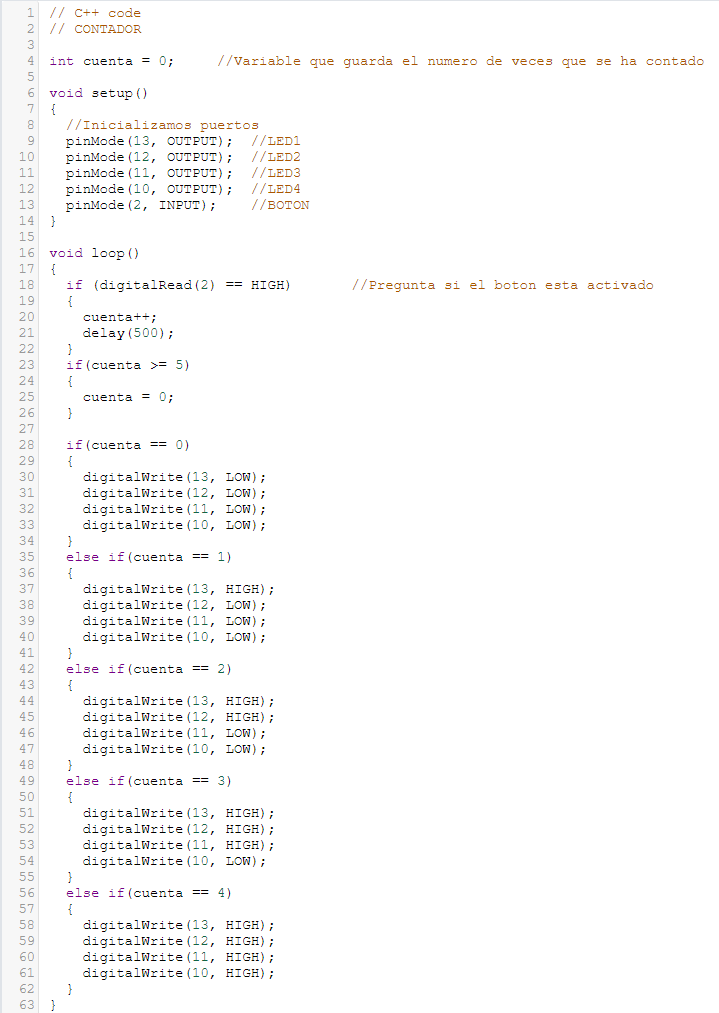 1 // C++ code
2 // CONTADOR
3
4 int cuenta = 0;     //Variable que guarda el numero de veces que se ha contado
5
6 void setup()
7 {
8   //Inicializamos puertos
9   pinMode(13, OUTPUT);  //LED1
10   pinMode(12, OUTPUT);  //LED2
11   pinMode(11, OUTPUT);  //LED3
12   pinMode(10, OUTPUT);  //LED4
13   pinMode(2, INPUT);    //BOTON
14 }
15
16 void loop()
17 {
18   if (digitalRead(2) == HIGH)       //Pregunta si el boton esta activado
19   {
20     cuenta++;
21     delay(500);
22   }
23   if(cuenta >= 5)
24   {
25     cuenta = 0;
26   }
27
28   if(cuenta == 0)
29   {
30     digitalWrite(13, LOW);
31     digitalWrite(12, LOW);
32     digitalWrite(11, LOW);
33     digitalWrite(10, LOW);
34   }
35   else if(cuenta == 1)
36   {
37     digitalWrite(13, HIGH);
38     digitalWrite(12, LOW);
39     digitalWrite(11, LOW);
40     digitalWrite(10, LOW);
41   }
42   else if(cuenta == 2)
43   {
44     digitalWrite(13, HIGH);
45     digitalWrite(12, HIGH);
46     digitalWrite(11, LOW);
47     digitalWrite(10, LOW);
48   }
49   else if(cuenta == 3)
50   {
51     digitalWrite(13, HIGH);
52     digitalWrite(12, HIGH);
53     digitalWrite(11, HIGH);
54     digitalWrite(10, LOW);
55   }
56   else if(cuenta == 4)
57   {
58     digitalWrite(13, HIGH);
59     digitalWrite(12, HIGH);
60     digitalWrite(11, HIGH);
61     digitalWrite(10, HIGH);
62   }
63 }